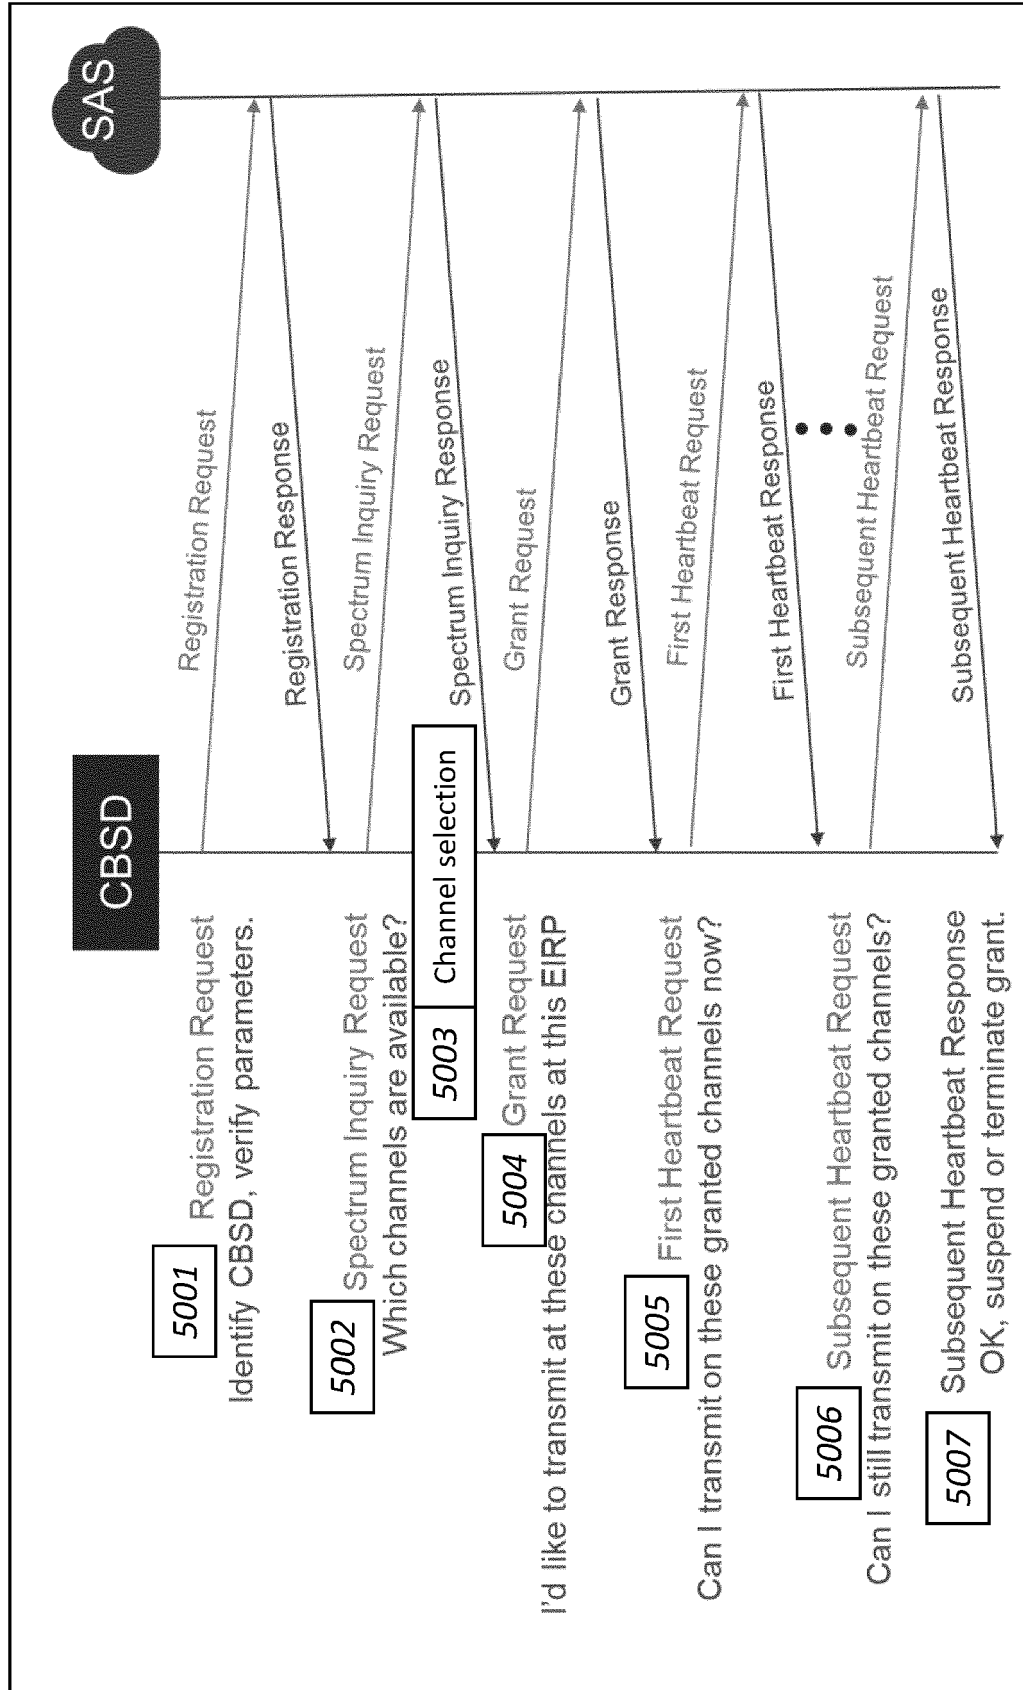 CBSD
SAS
5001
Registration Request
Identify CBSD, verify parameters.
Registration Request
Registration Response
5002
Spectrum Inquiry Request
Which channels are available?
Spectrum Inquiry Request
5003
Channel selection
Spectrum Inquiry Response
5004
Grant Request
I'd like to transmit at these channels at this EIRP
Grant Request
Grant Response
5005
First Heartbeat Request
Can I transmit on these granted channels now?
First Heartbeat Request
First Heartbeat Response
5006
Subsequent Heartbeat Request
Can I still transmit on these granted channels?
Subsequent Heartbeat Request
5007
Subsequent Heartbeat Response
OK, suspend or terminate grant.
Subsequent Heartbeat Response